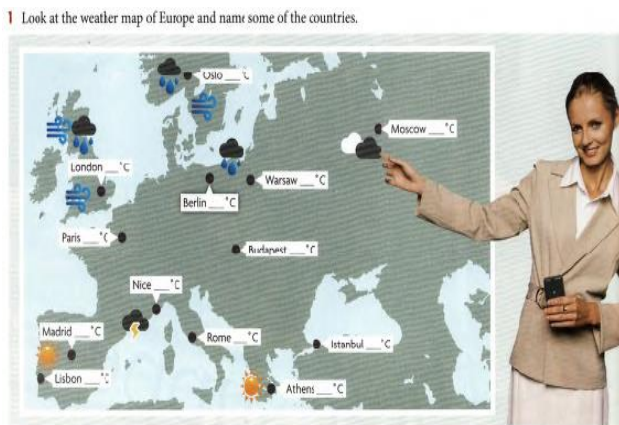 1 Look at the weather map of Europe and name some of the countries.
Oslo ___°C
Moscow ___°C
London ___°C
Warsaw ___°C
Berlin ___°C
Paris ___°C
Budapest ___°C
Nice ___°C
Madrid ___°C
Rome ___°C
Istanbul ___°C
Lisbon ___°C
Athens ___°C